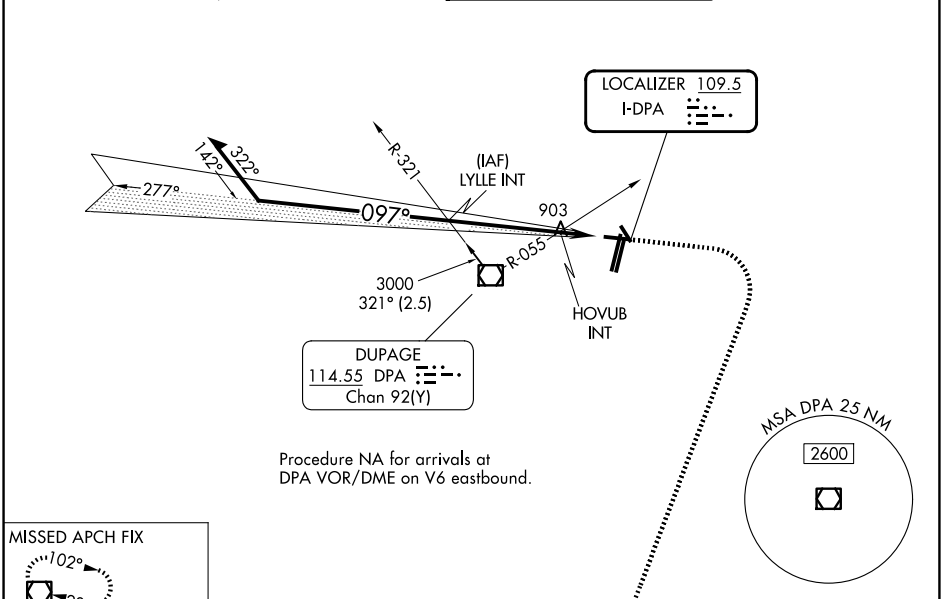 LOCALIZER 109.5
I-DPA
R-321
(IAF)
LYLLE INT
322°
142°
277°
097°
903
R-055
3000
321° (2.5)
HOVUB
INT
DUPAGE
114.55 DPA
Chan 92(Y)
MSA DPA 25 NM
2600
Procedure NA for arrivals at
DPA VOR/DME on V6 eastbound.
MISSED APCH FIX
102°